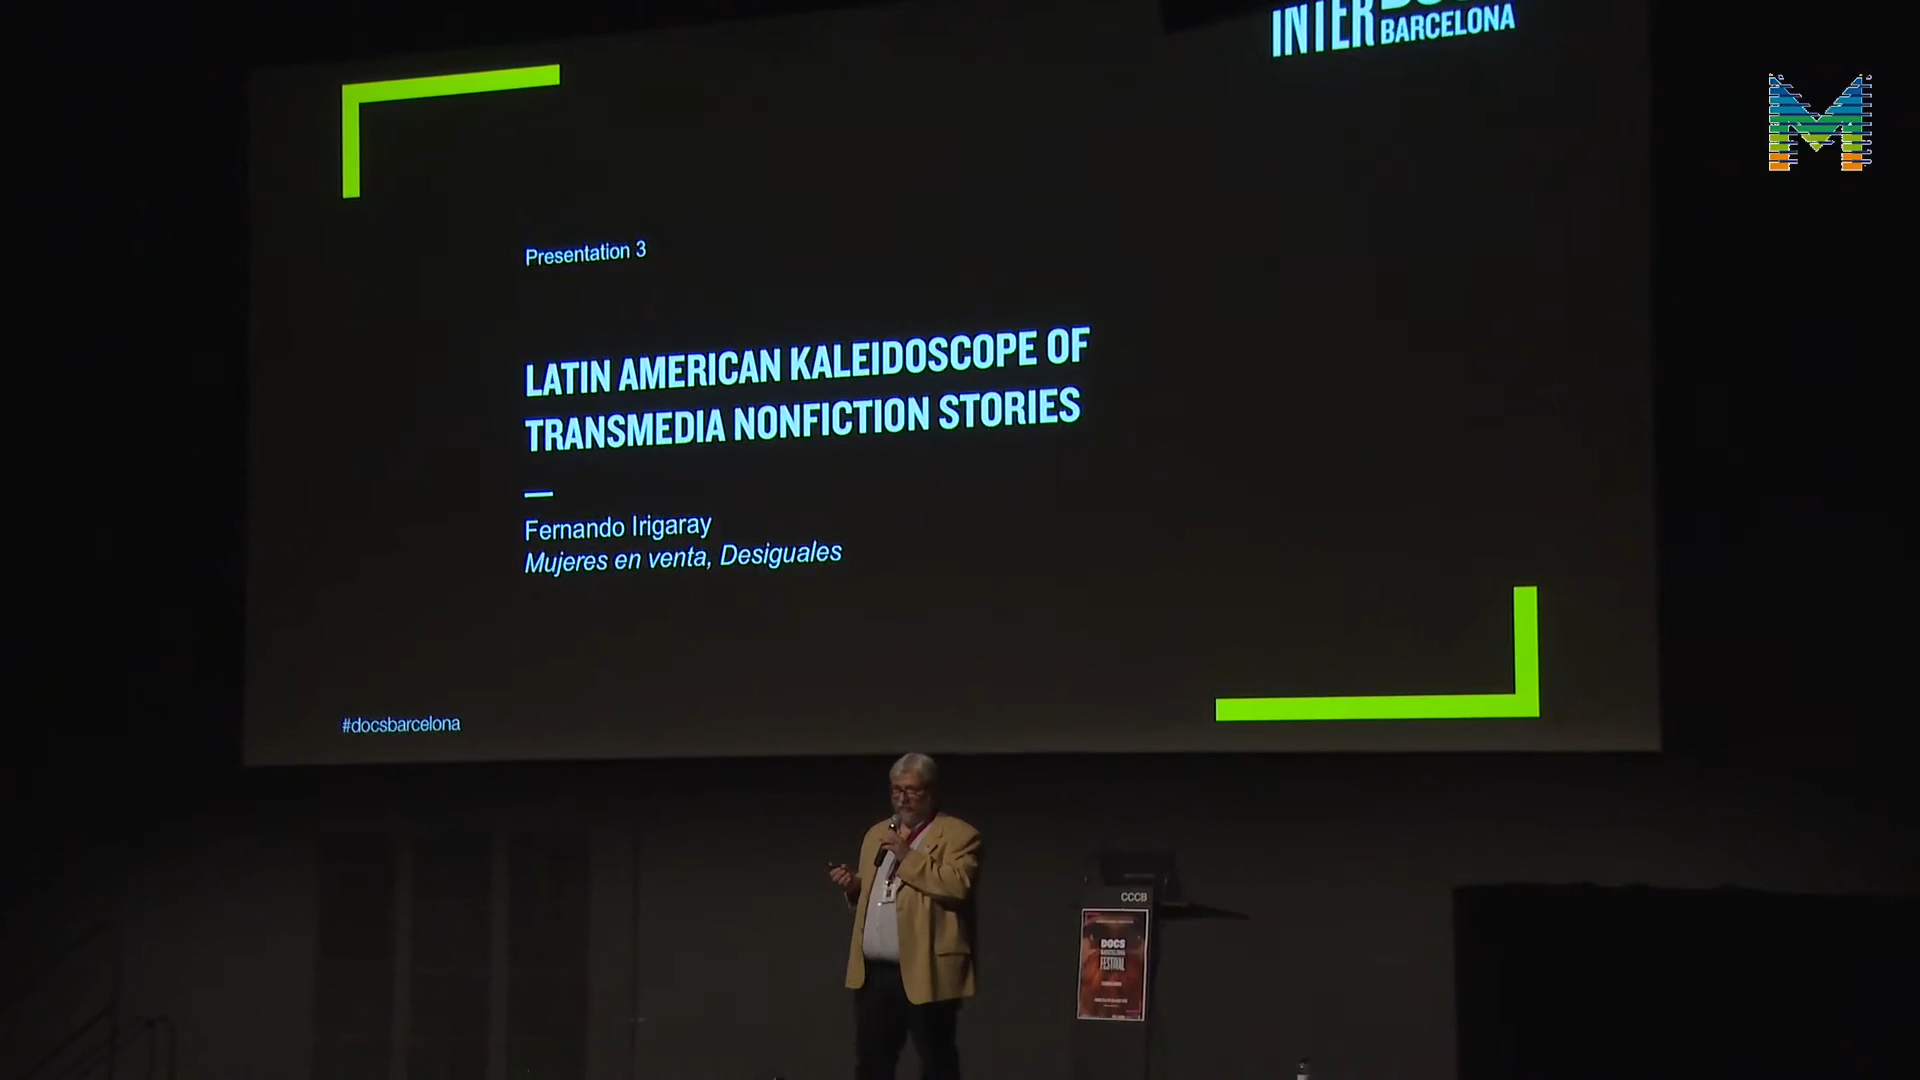 INTER
BARCELONA
Presentation 3
LATIN AMERICAN KALEIDOSCOPE OF
TRANSMEDIA NONFICTION STORIES
Fernando Irigaray
Mujeres en venta, Desiguales
#docsbarcelona
M
CCCB
DOCS
BARCELONA
FESTIVAL